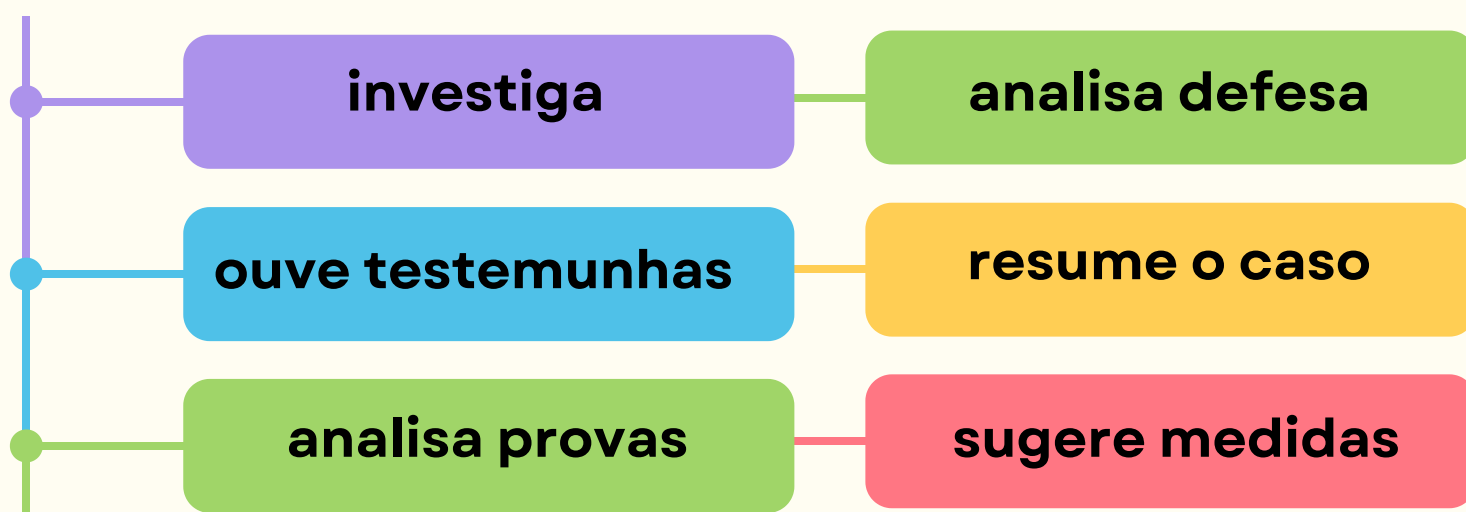 investiga
analisa defesa
ouve testemunhas
resume o caso
analisa provas
sugere medidas